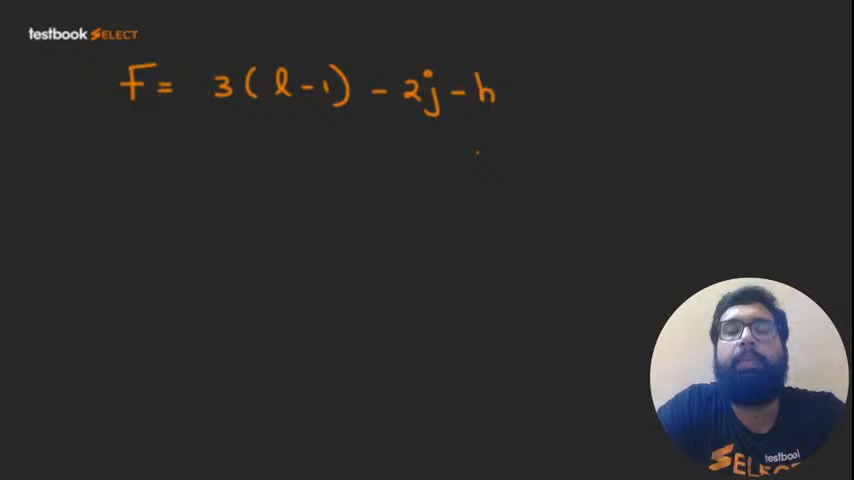 testbook SELECT
F = 3(l-1) - 2j - h
testbook
SELECT